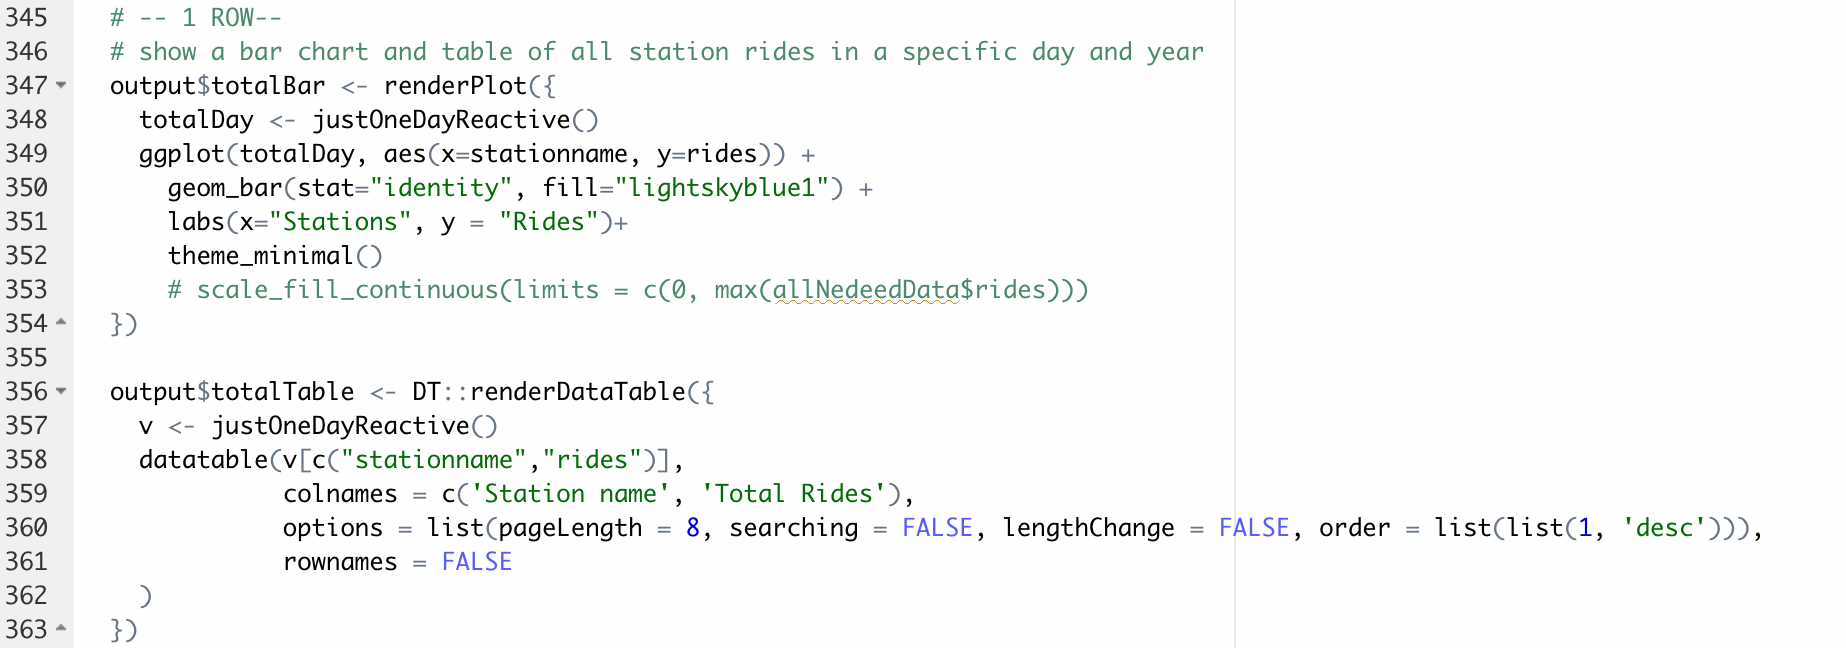 345 # -- 1 ROW--
346 # show a bar chart and table of all station rides in a specific day and year
347 output$totalBar <- renderPlot({
348 totalDay <- justOneDayReactive()
349 ggplot(totalDay, aes(x=stationname, y=rides)) +
350 geom_bar(stat="identity", fill="lightskyblue1") +
351 labs(x="Stations", y = "Rides")+
352 theme_minimal()
353 # scale_fill_continuous(limits = c(0, max(allNedeedData$rides)))
354 })
355
356 output$totalTable <- DT::renderDataTable({
357 v <- justOneDayReactive()
358 datatable(v[c("stationname","rides")],
359 colnames = c('Station name', 'Total Rides'),
360 options = list(pageLength = 8, searching = FALSE, lengthChange = FALSE, order = list(list(1, 'desc'))),
361 rownames = FALSE
362 )
363 })